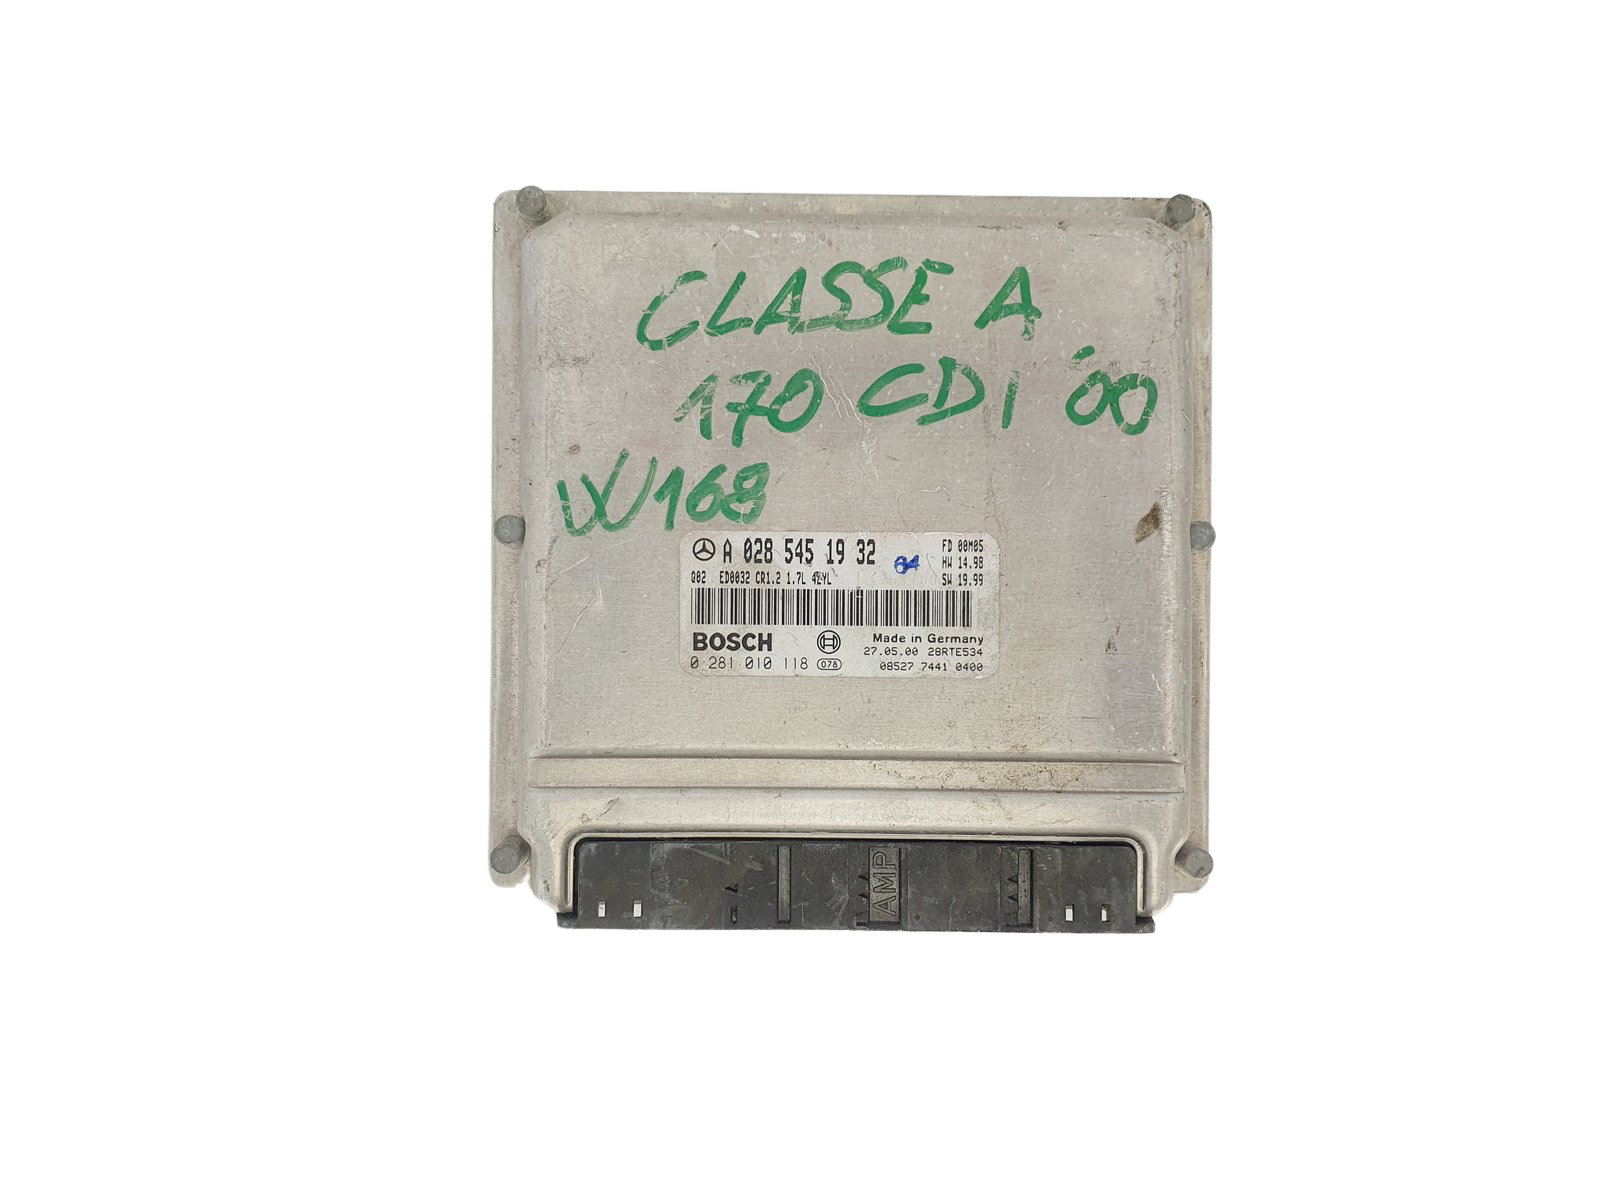 CLASSE A
170 CDI '00
W168
A 028 545 19 32 64 FD 00M05
HW 14.98
Q02 ED0032 CR1.2 1.7L 4ZYL SW 19.99
BOSCH Made in Germany
27.05.00 28RTE534
0 281 010 118 078 08527 7441 0400
AMP